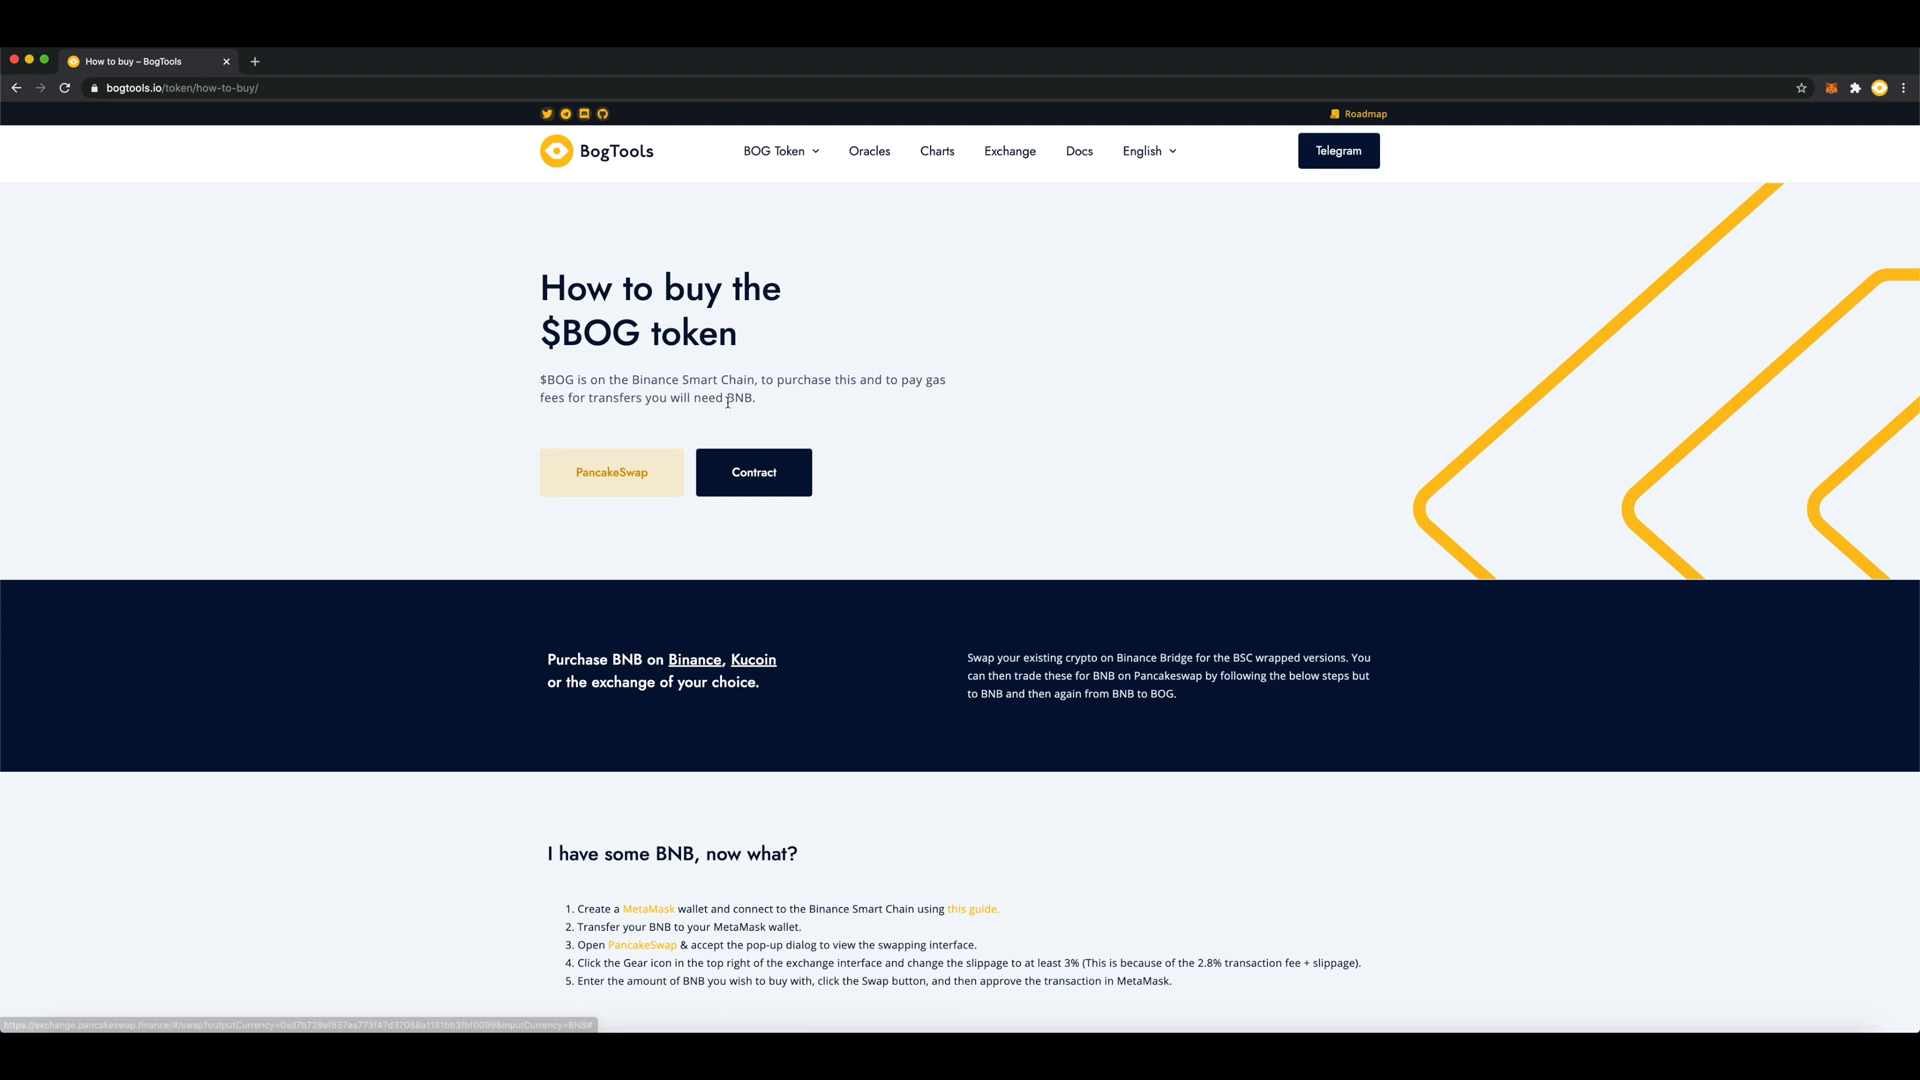 How to buy – BogTools
bogtools.io/token/how-to-buy/
Roadmap
BogTools
BOG Token
Oracles
Charts
Exchange
Docs
English
Telegram
How to buy the
$BOG token
$BOG is on the Binance Smart Chain, to purchase this and to pay gas
fees for transfers you will need BNB.
PancakeSwap
Contract
Purchase BNB on Binance, Kucoin
or the exchange of your choice.
Swap your existing crypto on Binance Bridge for the BSC wrapped versions. You
can then trade these for BNB on Pancakeswap by following the below steps but
to BNB and then again from BNB to BOG.
I have some BNB, now what?
1. Create a MetaMask wallet and connect to the Binance Smart Chain using this guide.
2. Transfer your BNB to your MetaMask wallet.
3. Open PancakeSwap & accept the pop-up dialog to view the swapping interface.
4. Click the Gear icon in the top right of the exchange interface and change the slippage to at least 3% (This is because of the 2.8% transaction fee + slippage).
5. Enter the amount of BNB you wish to buy with, click the Swap button, and then approve the transaction in MetaMask.